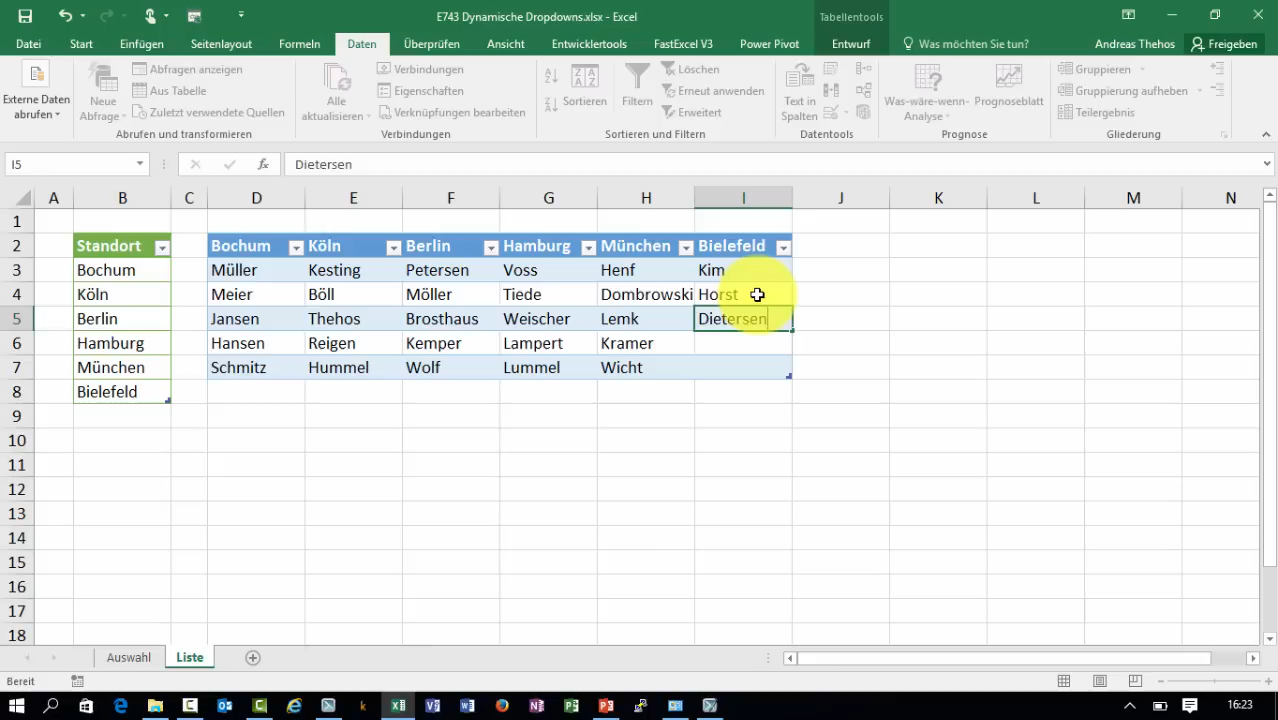 E743 Dynamische Dropdowns.xlsx - Excel
Tabellentools
Datei Start Einfügen Seitenlayout Formeln Daten Überprüfen Ansicht Entwicklertools FastExcel V3 Power Pivot Entwurf Was möchten Sie tun? Andreas Thehos Freigeben
Externe Daten abrufen
Neue Abfrage
Abfragen anzeigen
Aus Tabelle
Zuletzt verwendete Quellen
Abrufen und transformieren
Alle aktualisieren
Verbindungen
Eigenschaften
Verknüpfungen bearbeiten
Verbindungen
Sortieren
Filtern
Löschen
Erneut anwenden
Erweitert
Sortieren und Filtern
Text in Spalten
Datentools
Was-wäre-wenn-Analyse
Prognoseblatt
Prognose
Gruppieren
Gruppierung aufheben
Teilergebnis
Gliederung
I5 fx Dietersen
A B C D E F G H I J K L M N
1
2 Standort Bochum Köln Berlin Hamburg München Bielefeld
3 Bochum Müller Kesting Petersen Voss Henf Kim
4 Köln Meier Böll Möller Tiede Dombrowski Horst
5 Berlin Jansen Thehos Brosthaus Weischer Lemk Dietersen
6 Hamburg Hansen Reigen Kemper Lampert Kramer
7 München Schmitz Hummel Wolf Lummel Wicht
8 Bielefeld
9
10
11
12
13
14
15
16
17
18
Auswahl Liste
Bereit
16:23